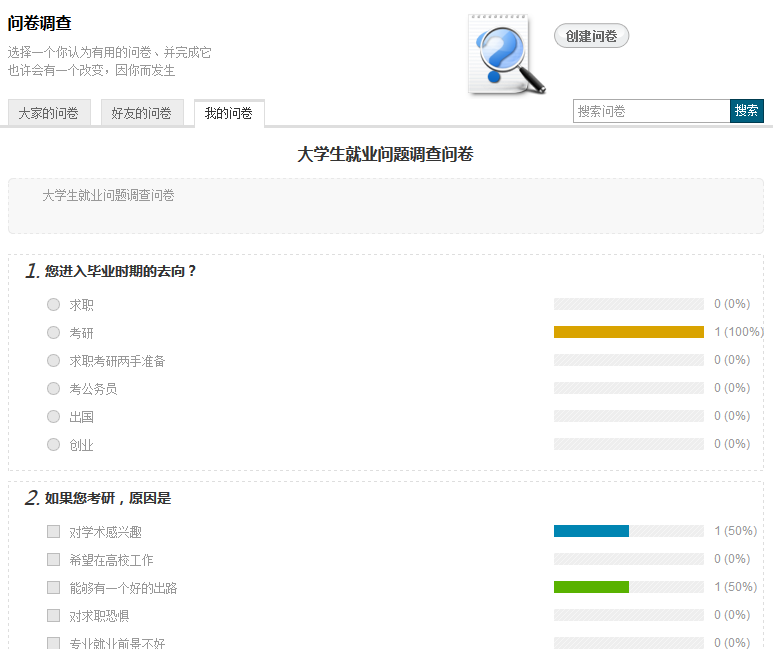 问卷调查
选择一个你认为有用的问卷、并完成它
也许会有一个改变，因你而发生
创建问卷
大家的问卷 好友的问卷 我的问卷 搜索问卷 搜索
大学生就业问题调查问卷
大学生就业问题调查问卷
1. 您进入毕业时期的去向？
求职 0 (0%)
考研 1 (100%)
求职考研两手准备 0 (0%)
考公务员 0 (0%)
出国 0 (0%)
创业 0 (0%)
2. 如果您考研，原因是
对学术感兴趣 1 (50%)
希望在高校工作 0 (0%)
能够有一个好的出路 1 (50%)
对求职恐惧 0 (0%)
专业就业前景不好 0 (0%)